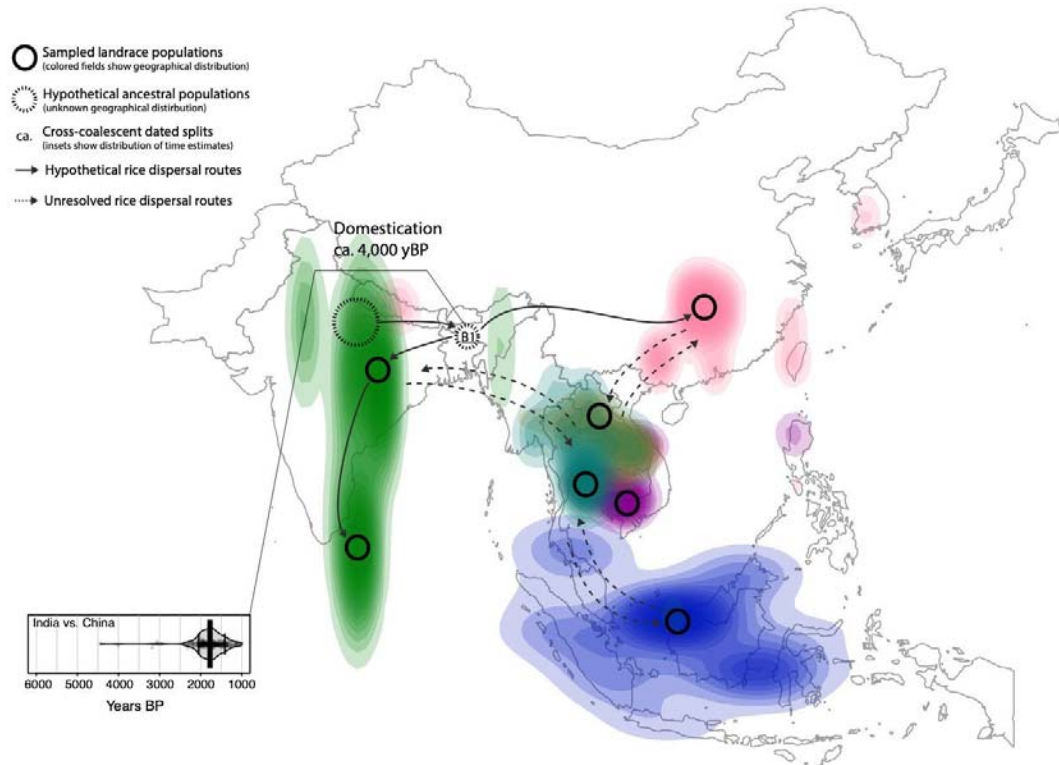 Sampled landrace populations
(colored fields show geographical distribution)
Hypothetical ancestral populations
(unknown geographical distirbution)
ca. Cross-coalescent dated splits
(insets show distribution of time estimates)
Hypothetical rice dispersal routes
Unresolved rice dispersal routes
Domestication
ca. 4,000 yBP
B1
India vs. China
6000 5000 4000 3000 2000 1000
Years BP